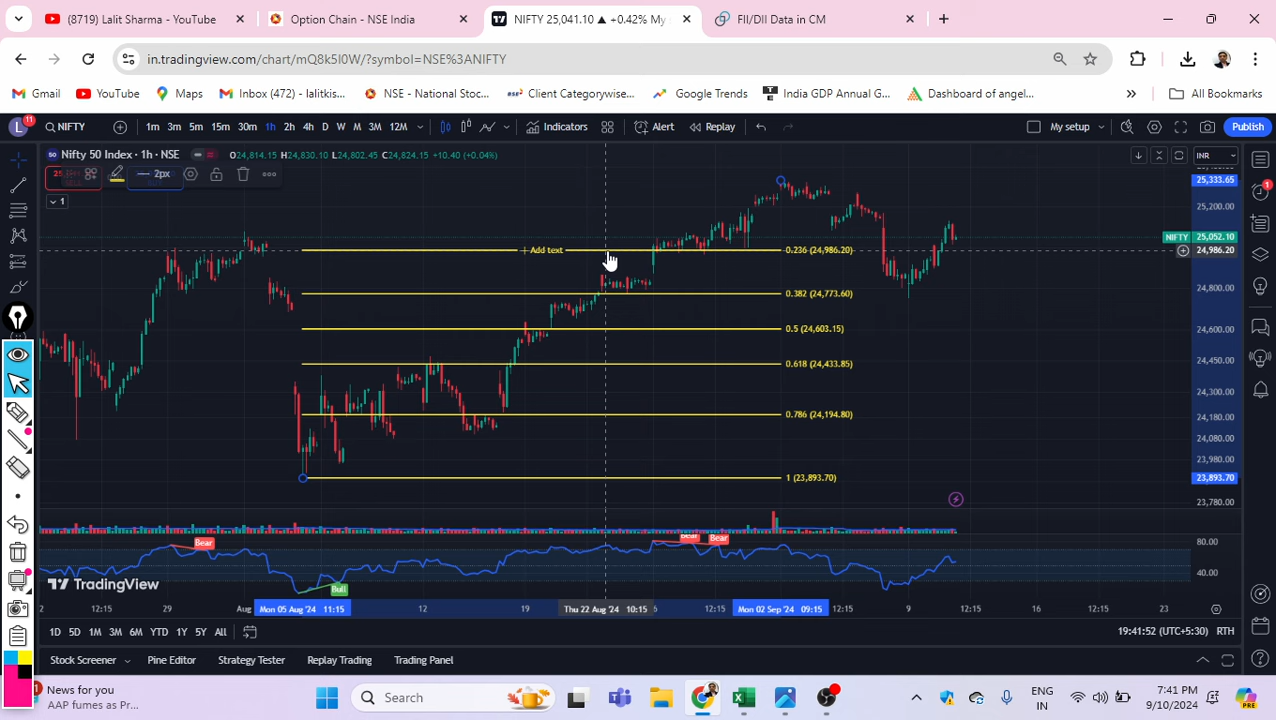 (8719) Lalit Sharma - YouTube
Option Chain - NSE India
NIFTY 25,041.10 ▲ +0.42% My
FII/DII Data in CM
in.tradingview.com/chart/mQ8k5I0W/?symbol=NSE%3ANIFTY
Gmail YouTube Maps Inbox (472) - lalitkis... NSE - National Stoc... Client Categorywise... Google Trends India GDP Annual G... Dashboard of angel... » All Bookmarks
L 11 NIFTY 1m 3m 5m 15m 30m 1h 2h 4h D W M 3M 12M Indicators Alert Replay My setup Publish
50 Nifty 50 Index · 1h · NSE O24,814.15 H24,830.10 L24,802.45 C24,824.15 +10.40 (+0.04%) INR
2px
1
25,333.65
25,200.00
NIFTY 25,052.10
24,986.20
24,800.00
24,600.00
24,450.00
24,300.00
24,180.00
24,080.00
23,980.00
23,893.70
23,780.00
+ Add text
0.236 (24,986.20)
0.382 (24,773.60)
0.5 (24,603.15)
0.618 (24,433.85)
0.786 (24,194.80)
1 (23,893.70)
Bear Bear Bear
Bull
80.00
40.00
TradingView
2 12:15 29 Aug Mon 05 Aug '24 11:15 12 19 Thu 22 Aug '24 10:15 6 12:15 Mon 02 Sep '24 09:15 12:15 9 12:15 16 12:15 23
1D 5D 1M 3M 6M YTD 1Y 5Y All 19:41:52 (UTC+5:30) RTH
Stock Screener Pine Editor Strategy Tester Replay Trading Trading Panel
News for you
AAP fumes as Pr...
Search
ENG
IN
7:41 PM
9/10/2024